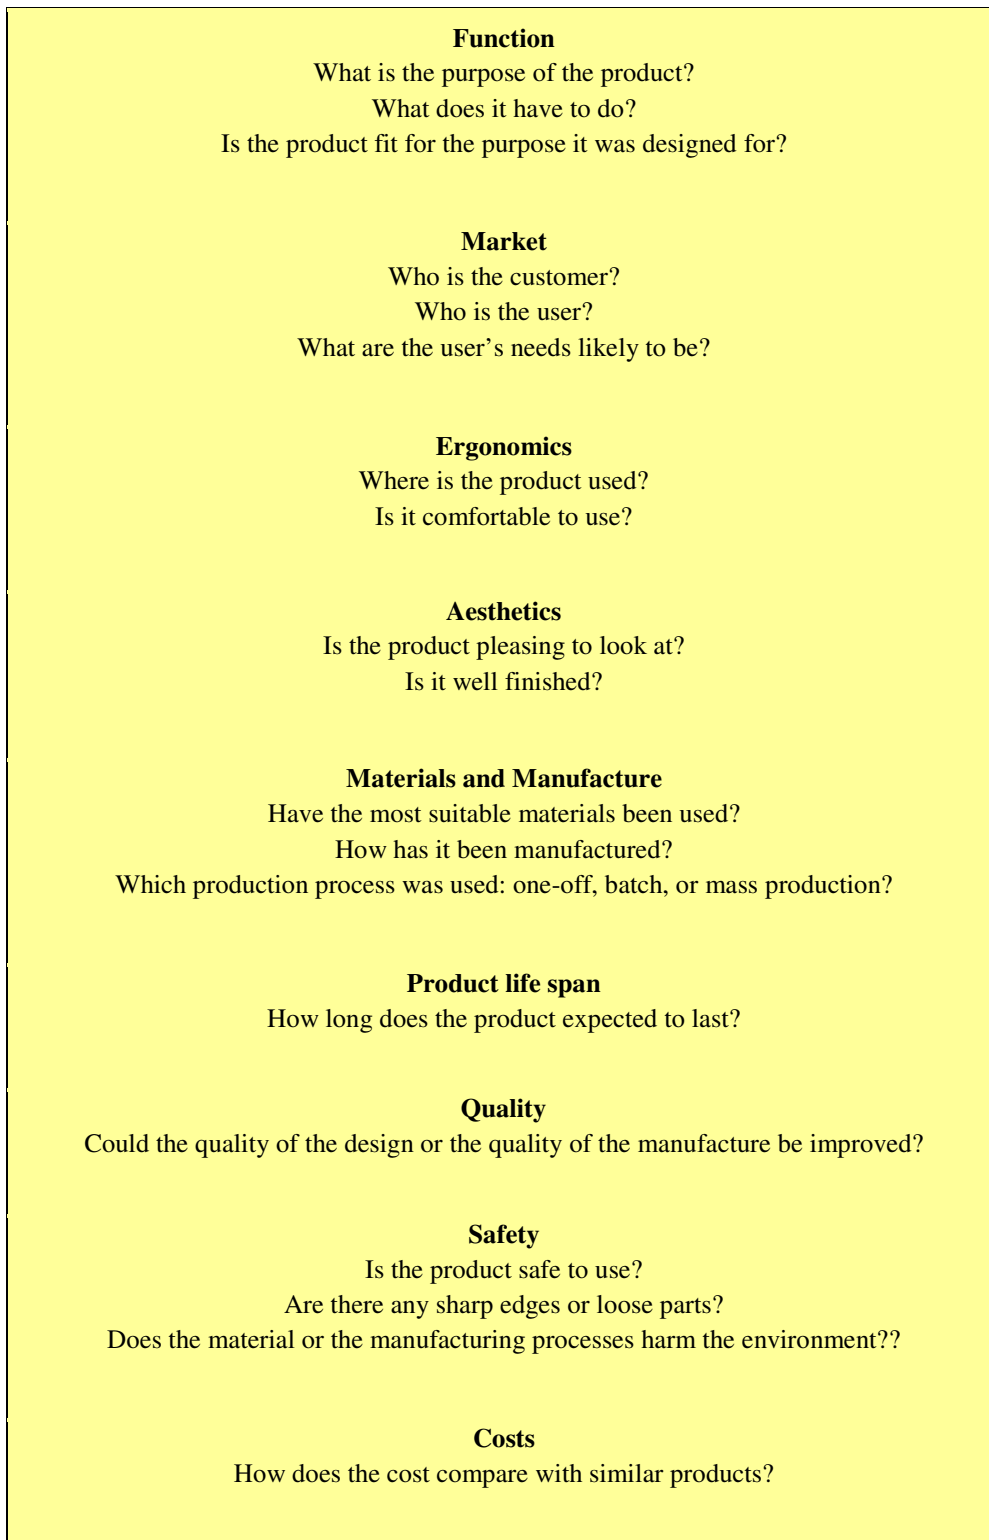 Function
What is the purpose of the product?
What does it have to do?
Is the product fit for the purpose it was designed for?
Market
Who is the customer?
Who is the user?
What are the user’s needs likely to be?
Ergonomics
Where is the product used?
Is it comfortable to use?
Aesthetics
Is the product pleasing to look at?
Is it well finished?
Materials and Manufacture
Have the most suitable materials been used?
How has it been manufactured?
Which production process was used: one-off, batch, or mass production?
Product life span
How long does the product expected to last?
Quality
Could the quality of the design or the quality of the manufacture be improved?
Safety
Is the product safe to use?
Are there any sharp edges or loose parts?
Does the material or the manufacturing processes harm the environment??
Costs
How does the cost compare with similar products?